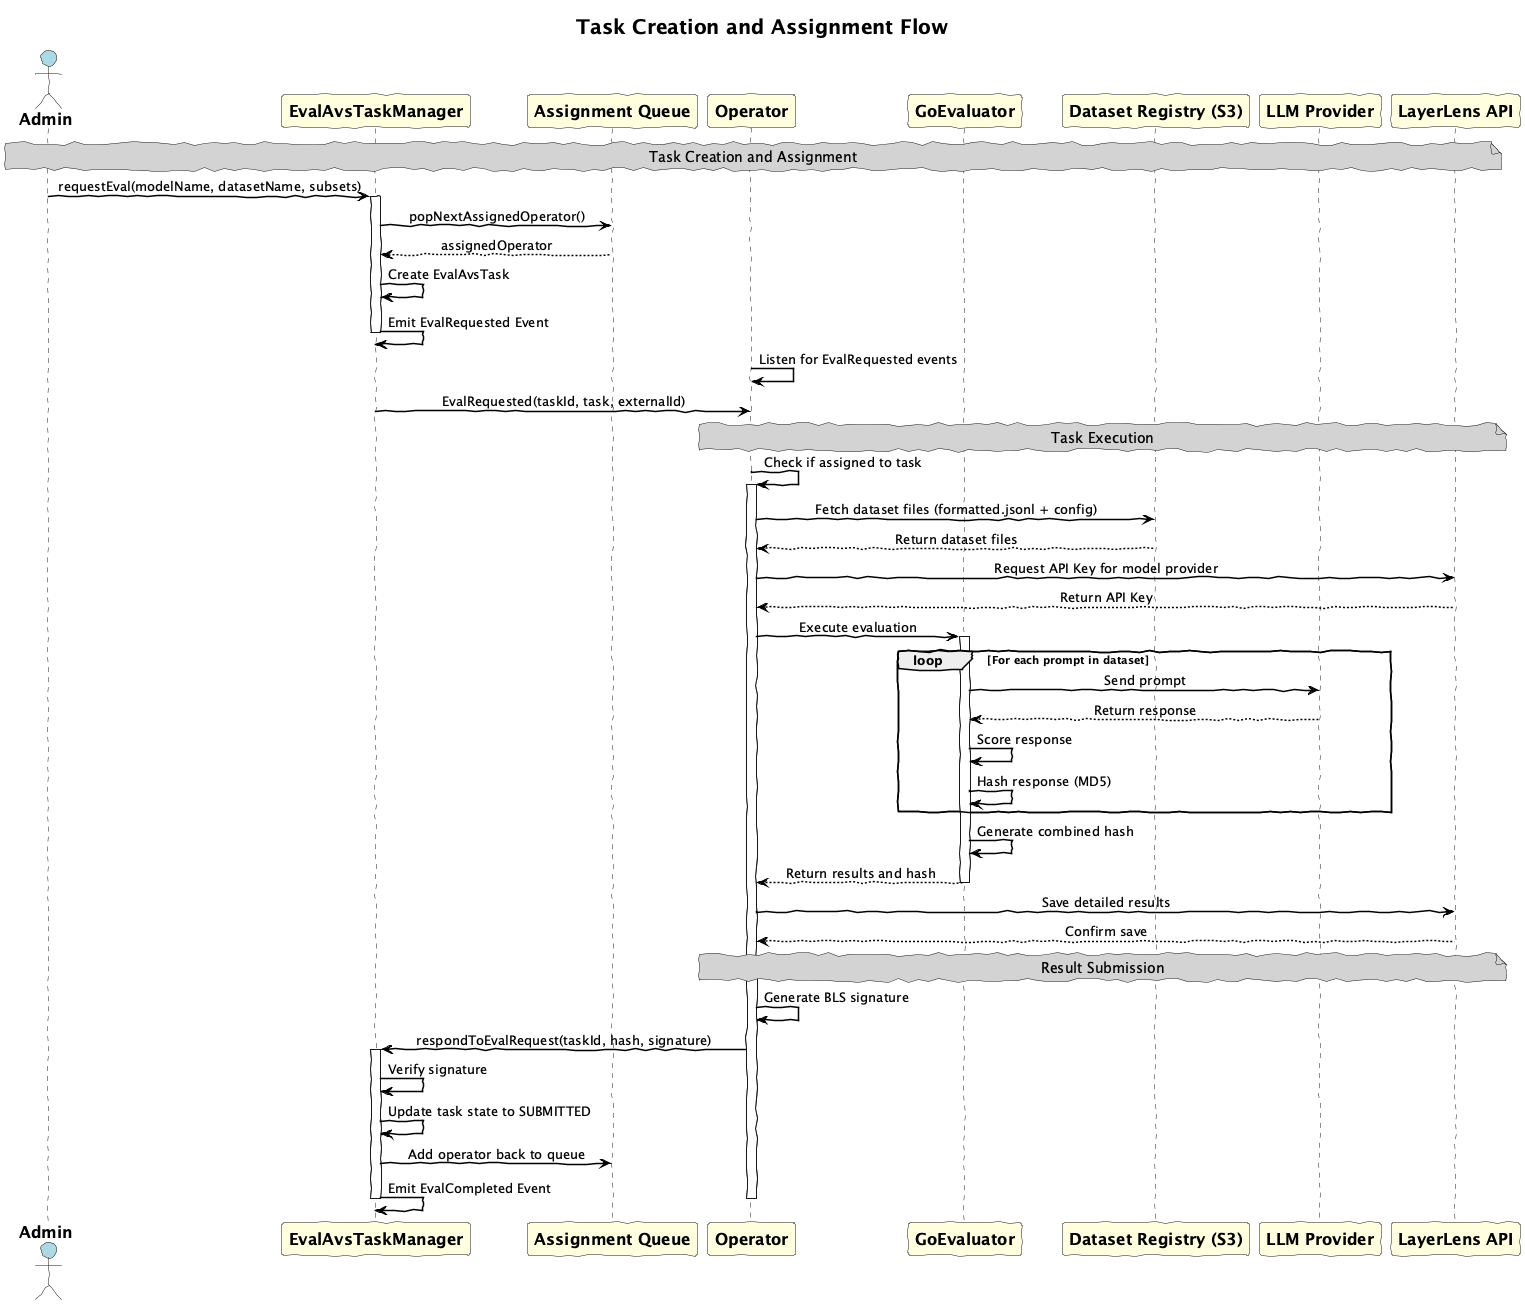 Task Creation and Assignment Flow
Admin
EvalAvsTaskManager
Assignment Queue
Operator
GoEvaluator
Dataset Registry (S3)
LLM Provider
LayerLens API
Task Creation and Assignment
requestEval(modelName, datasetName, subsets)
popNextAssignedOperator()
assignedOperator
Create EvalAvsTask
Emit EvalRequested Event
Listen for EvalRequested events
EvalRequested(taskId, task, externalId)
Task Execution
Check if assigned to task
Fetch dataset files (formatted.jsonl + config)
Return dataset files
Request API Key for model provider
Return API Key
Execute evaluation
loop
[For each prompt in dataset]
Send prompt
Return response
Score response
Hash response (MD5)
Generate combined hash
Return results and hash
Save detailed results
Confirm save
Result Submission
Generate BLS signature
respondToEvalRequest(taskId, hash, signature)
Verify signature
Update task state to SUBMITTED
Add operator back to queue
Emit EvalCompleted Event
Admin
EvalAvsTaskManager
Assignment Queue
Operator
GoEvaluator
Dataset Registry (S3)
LLM Provider
LayerLens API